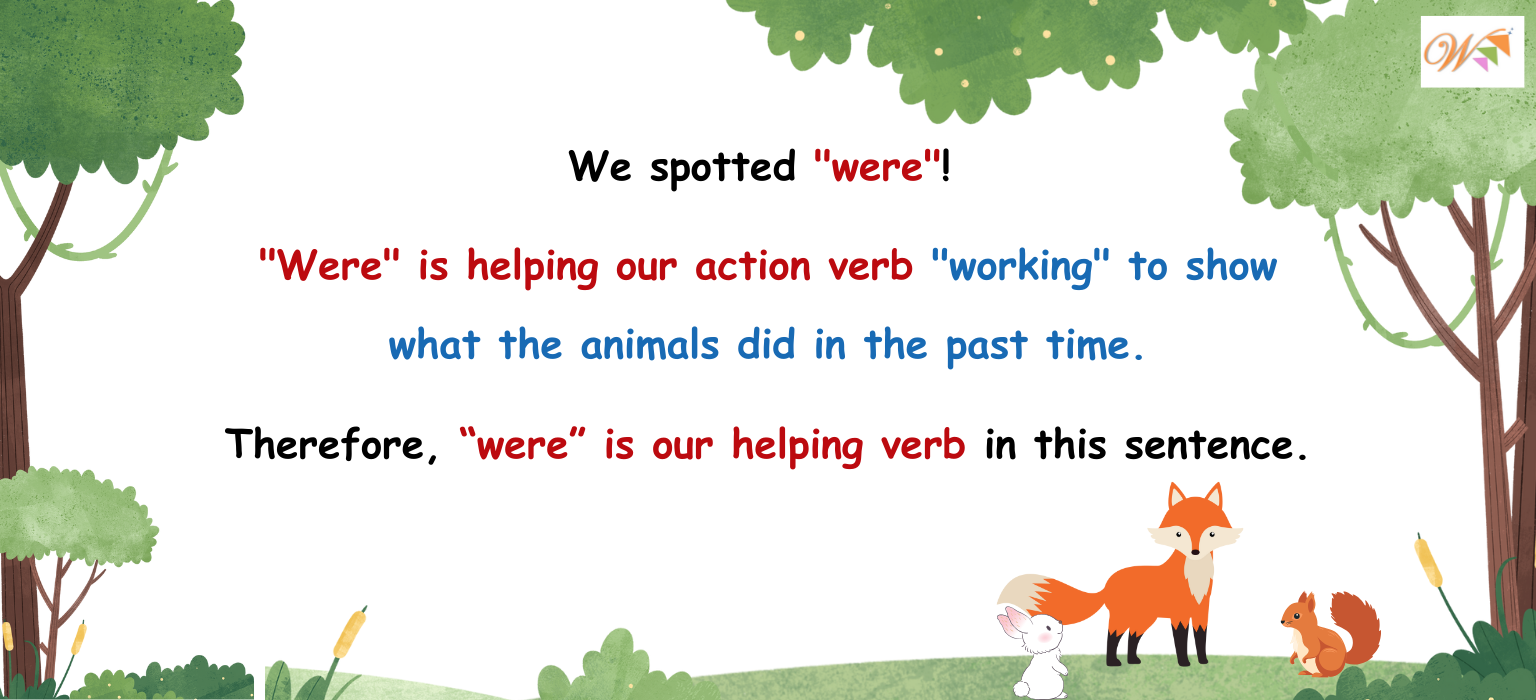 We spotted "were"!
"Were" is helping our action verb "working" to show
what the animals did in the past time.
Therefore, “were” is our helping verb in this sentence.
W